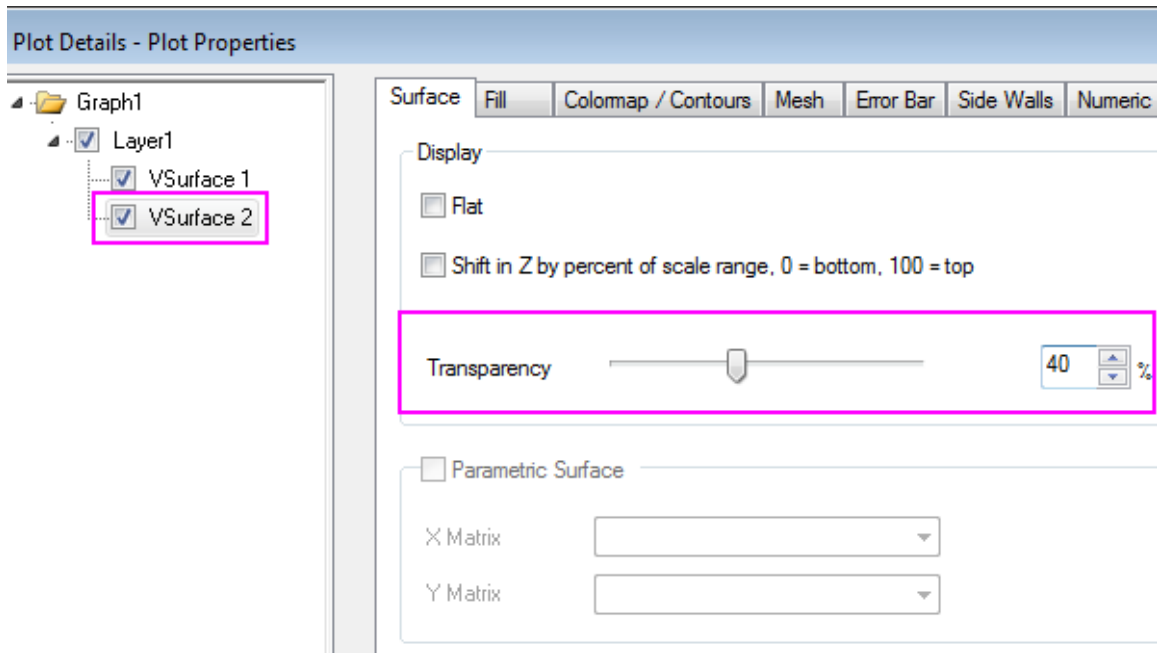 Plot Details - Plot Properties
Graph1
Layer1
VSurface 1
VSurface 2
Surface Fill Colormap / Contours Mesh Error Bar Side Walls Numeric
Display
Flat
Shift in Z by percent of scale range, 0 = bottom, 100 = top
Transparency 40 %
Parametric Surface
X Matrix
Y Matrix